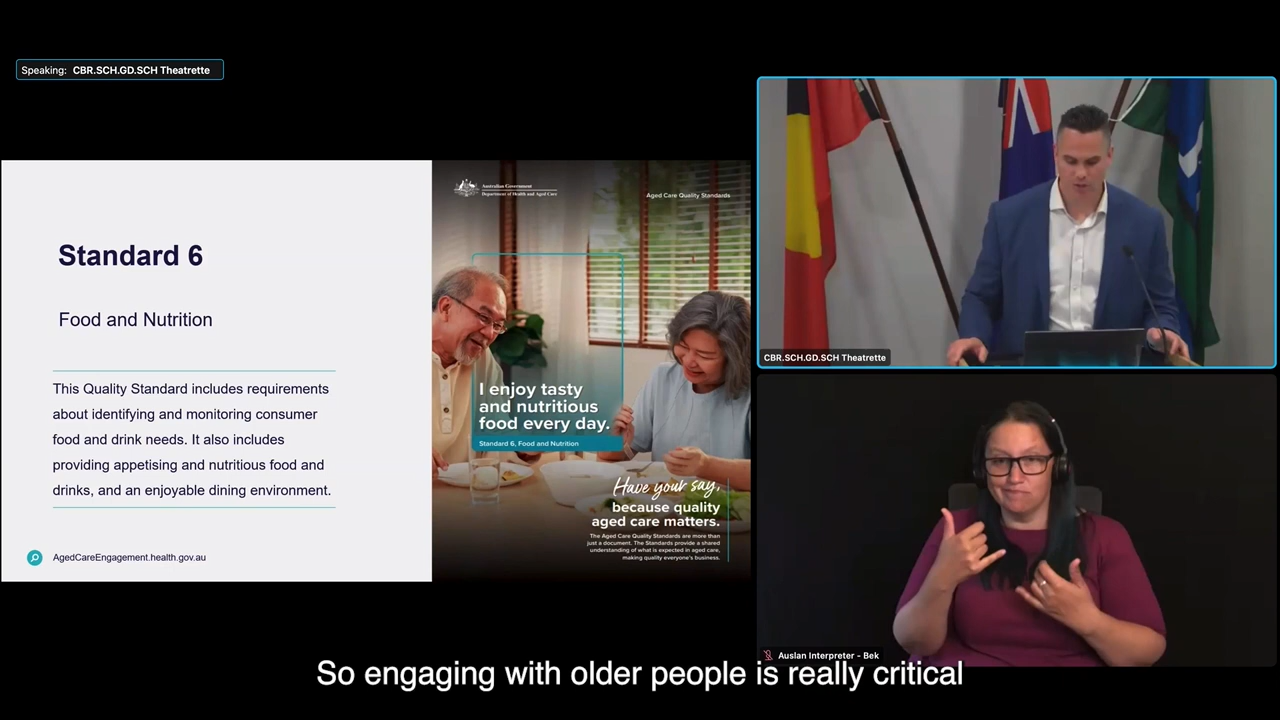 Speaking: CBR.SCH.GD.SCH Theatrette
Standard 6
Food and Nutrition
This Quality Standard includes requirements
about identifying and monitoring consumer
food and drink needs. It also includes
providing appetising and nutritious food and
drinks, and an enjoyable dining environment.
AgedCareEngagement.health.gov.au
Australian Government
Department of Health and Aged Care
Aged Care Quality Standards
I enjoy tasty
and nutritious
food every day.
Standard 6, Food and Nutrition
Have your say,
because quality
aged care matters.
The Aged Care Quality Standards are more than
just a document. The Standards provide a shared
understanding of what is expected in aged care,
making quality everyone's business.
CBR.SCH.GD.SCH Theatrette
Auslan Interpreter - Bek
So engaging with older people is really critical